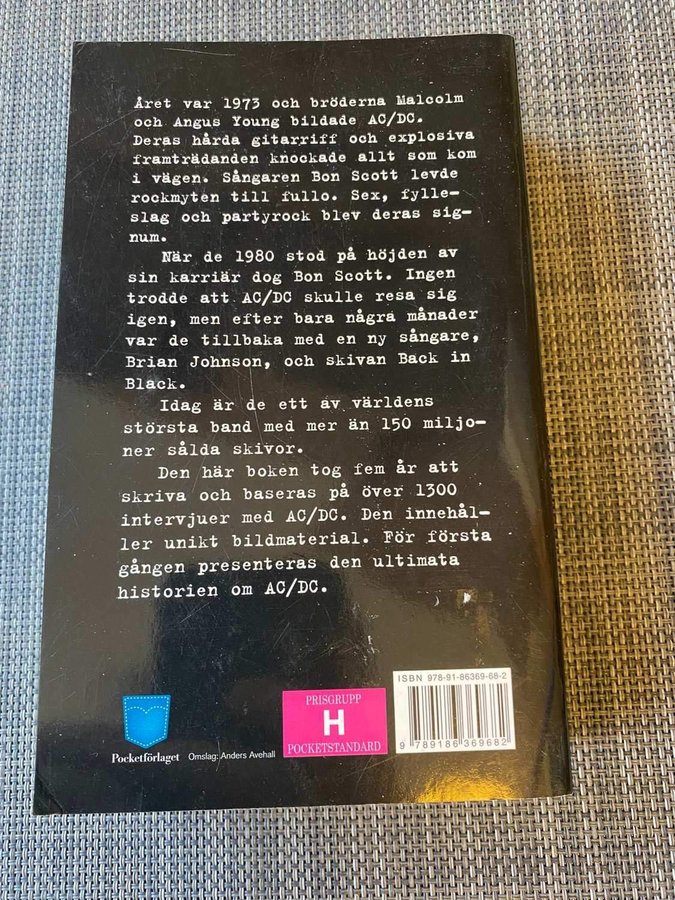 Året var 1973 och bröderna Malcolm
och Angus Young bildade AC/DC.
Deras hårda gitarriff och explosiva
framträdanden knockade allt som kom
i vägen. Sångaren Bon Scott levde
rockmyten till fullo. Sex, fylle-
slag och partyrock blev deras sig-
num.
När de 1980 stod på höjden av
sin karriär dog Bon Scott. Ingen
trodde att AC/DC skulle resa sig
igen, men efter bara några månader
var de tillbaka med en ny sångare,
Brian Johnson, och skivan Back in
Black.
Idag är de ett av världens
största band med mer än 150 miljo-
ner sålda skivor.
Den här boken tog fem år att
skriva och baseras på över 1300
intervjuer med AC/DC. Den innehål-
ler unikt bildmaterial. För första
gången presenteras den ultimata
historien om AC/DC.
ISBN 978-91-86369-68-2
9 789186 369682
PRISGRUPP
H
POCKETSTANDARD
Pocketförlaget
Omslag: Anders Avehall